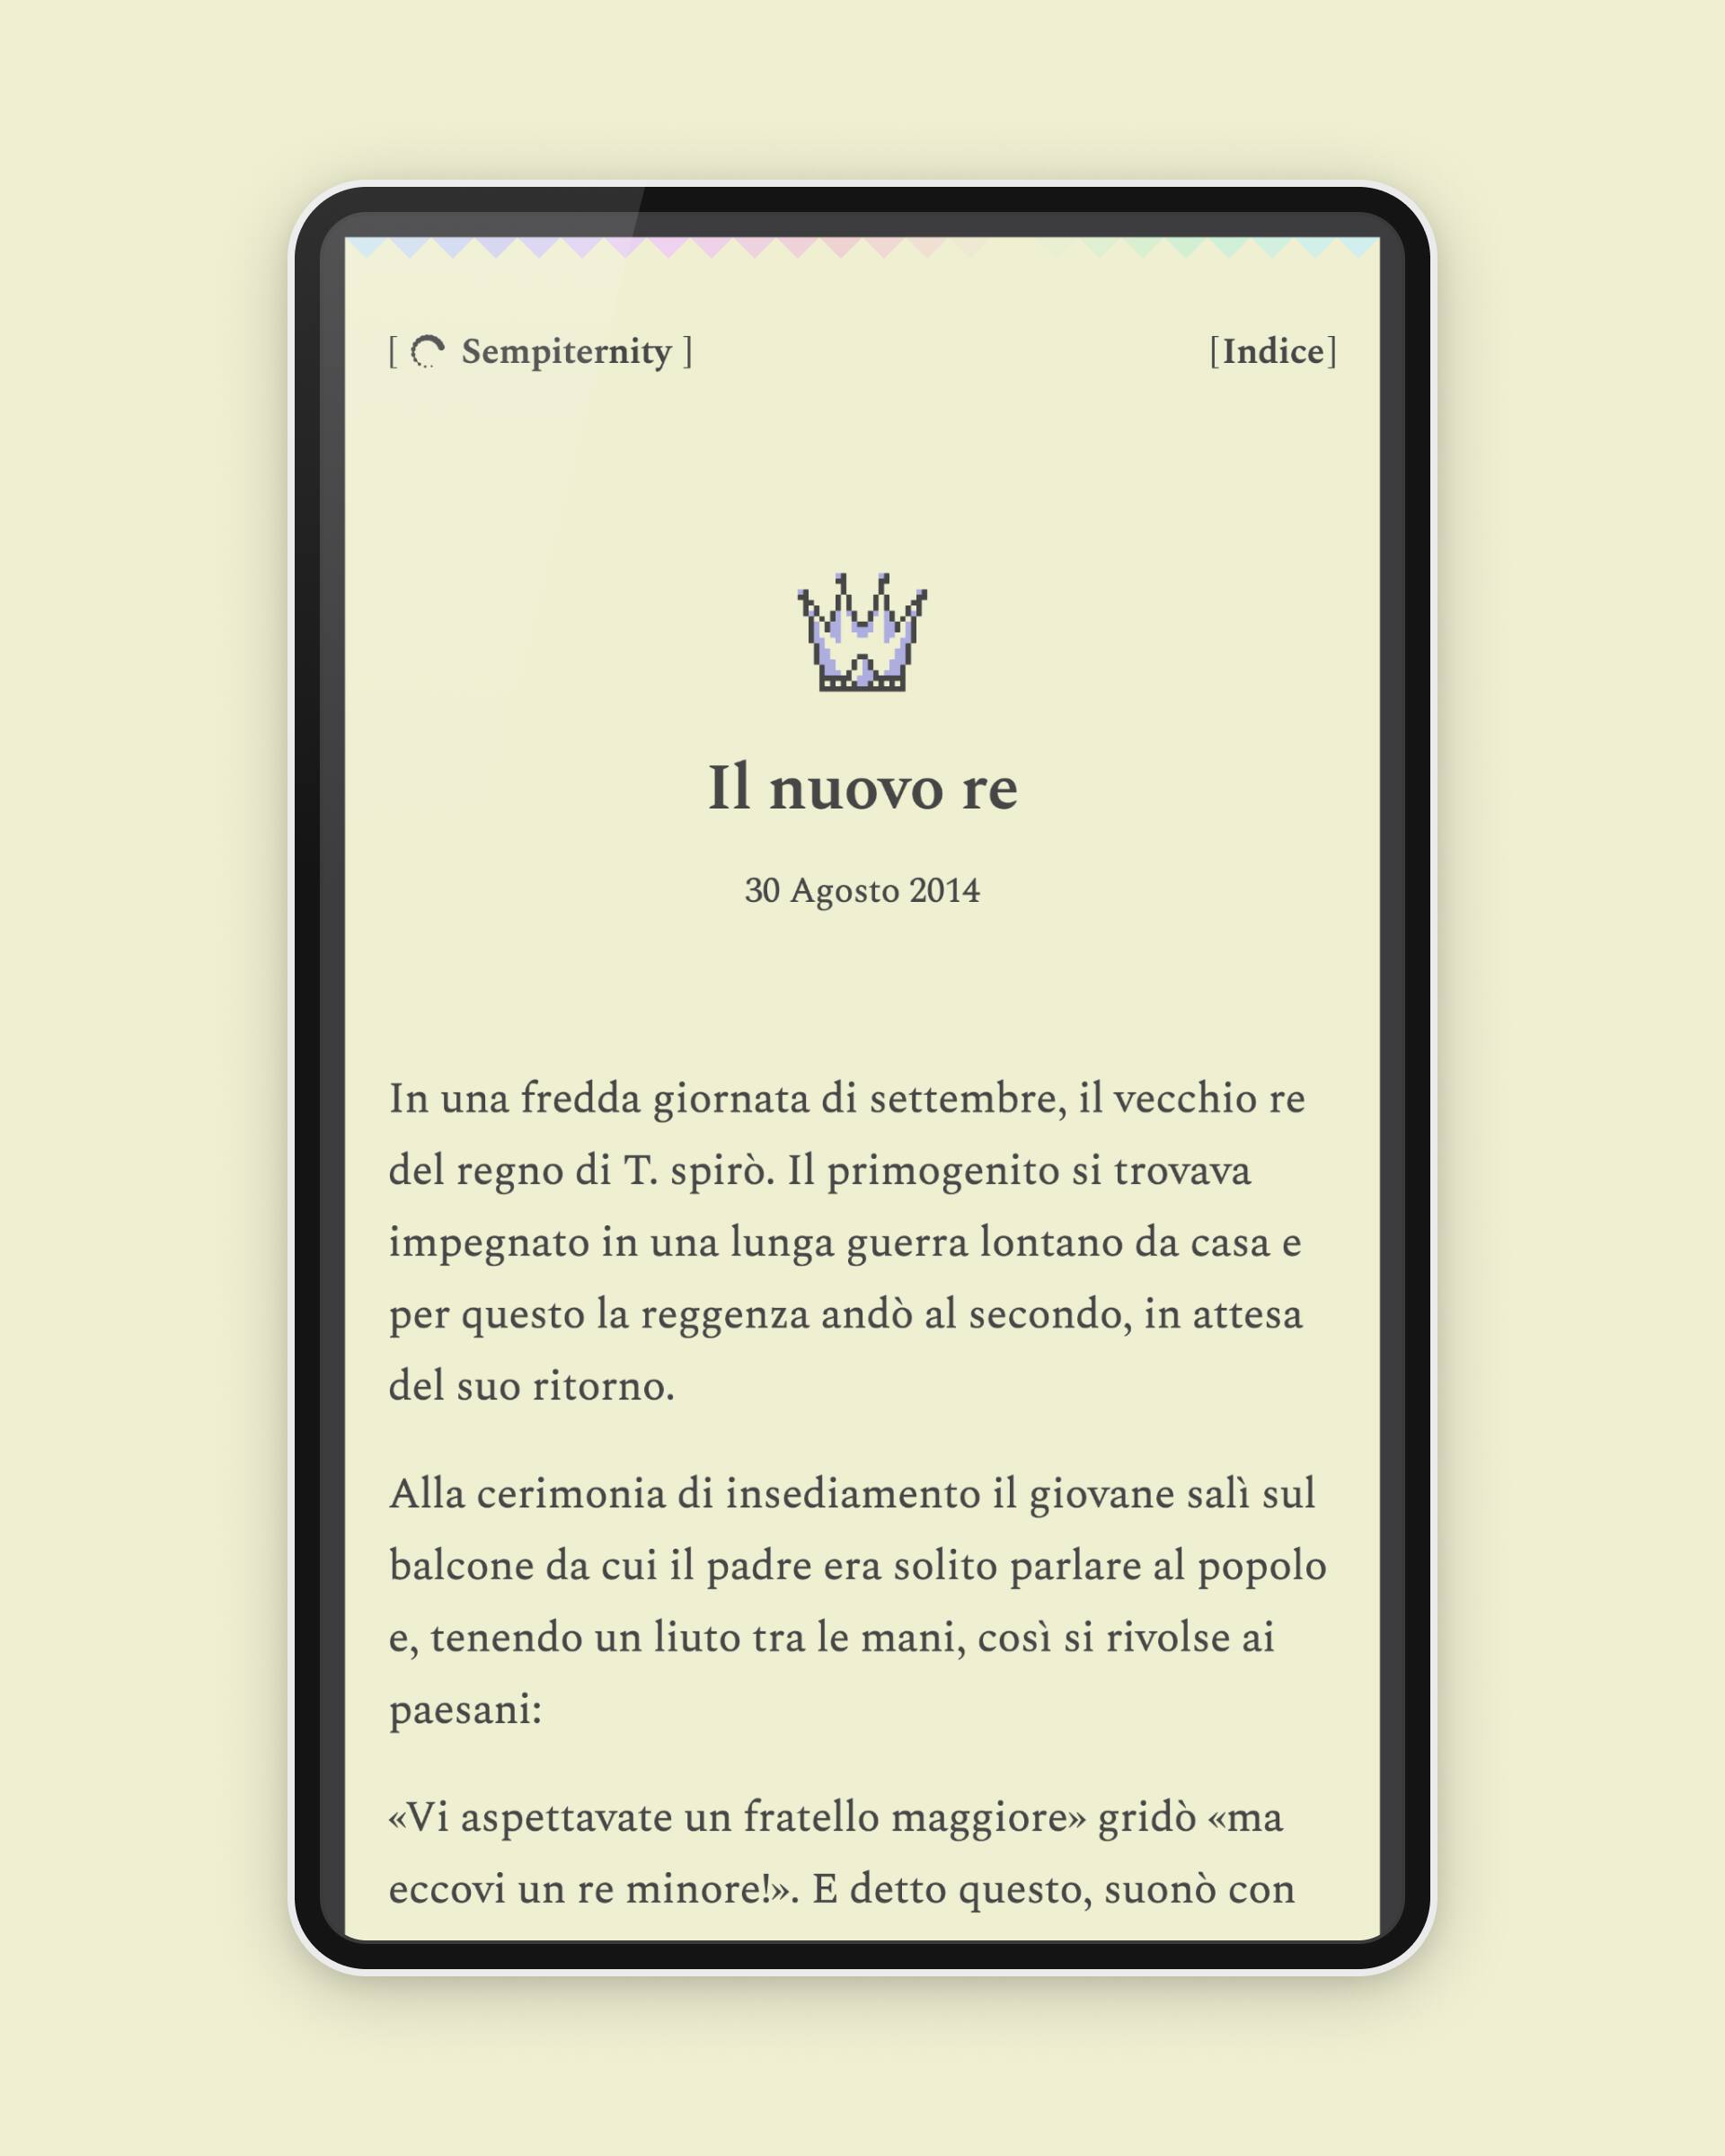 [ Sempiternity ]
[Indice]
Il nuovo re
30 Agosto 2014
In una fredda giornata di settembre, il vecchio re
del regno di T. spirò. Il primogenito si trovava
impegnato in una lunga guerra lontano da casa e
per questo la reggenza andò al secondo, in attesa
del suo ritorno.
Alla cerimonia di insediamento il giovane salì sul
balcone da cui il padre era solito parlare al popolo
e, tenendo un liuto tra le mani, così si rivolse ai
paesani:
«Vi aspettavate un fratello maggiore» gridò «ma
eccovi un re minore!». E detto questo, suonò con